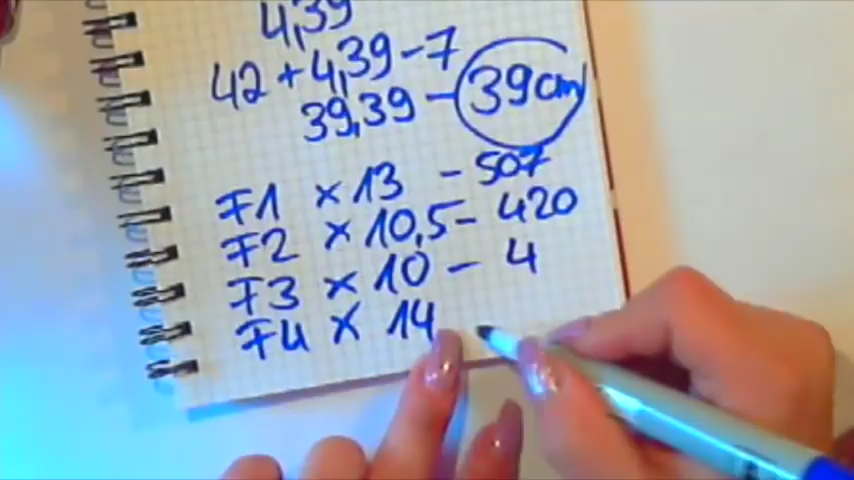 4,39
42 + 4,39 - 7
39,39 - 39cm
F1 x 13 - 507
F2 x 10,5 - 420
F3 x 10 - 4
F4 x 14